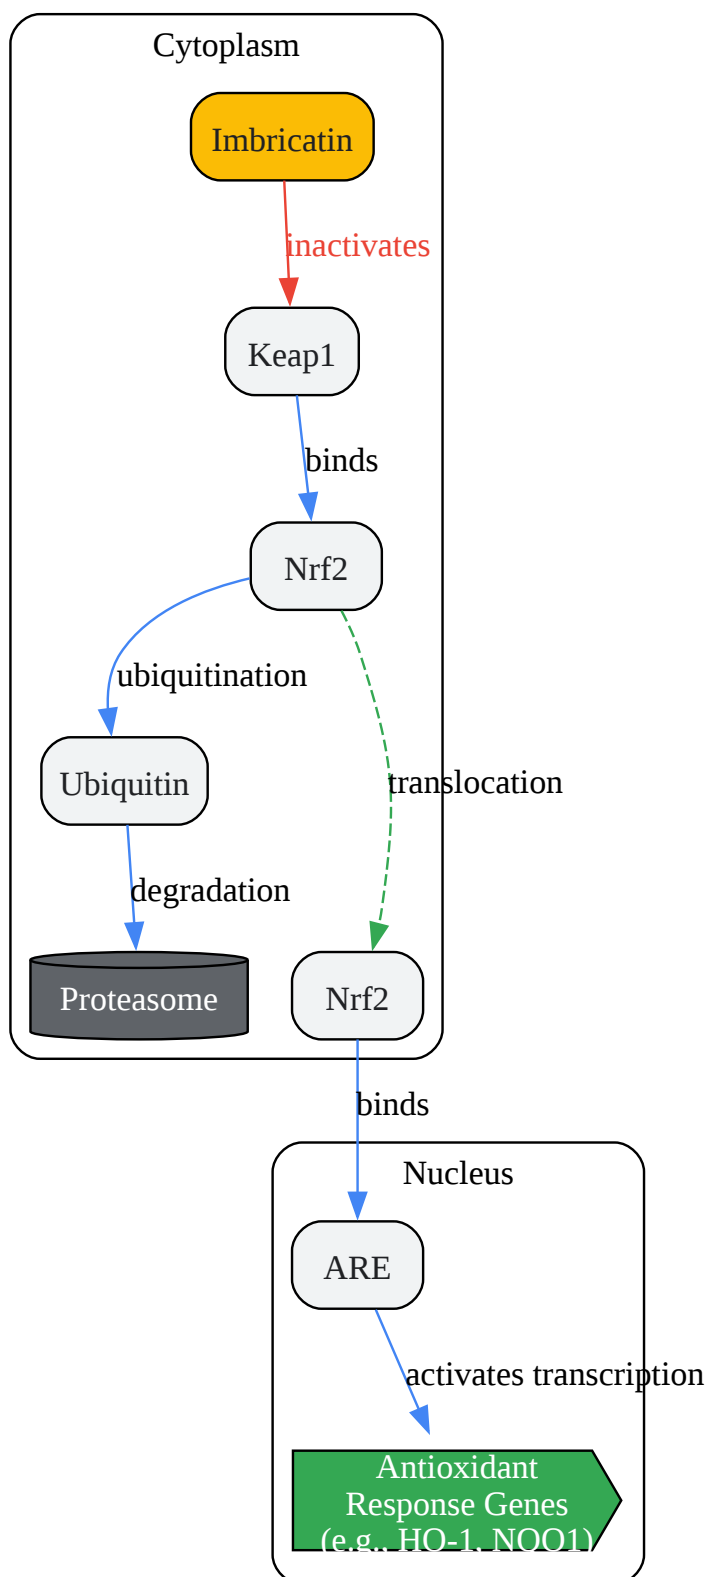 Cytoplasm
Imbricatin
inactivates
Keap1
binds
Nrf2
ubiquitination
Ubiquitin
translocation
degradation
Proteasome
Nrf2
binds
Nucleus
ARE
activates transcription
Antioxidant
Response Genes
(e.g., HO-1, NQO1)